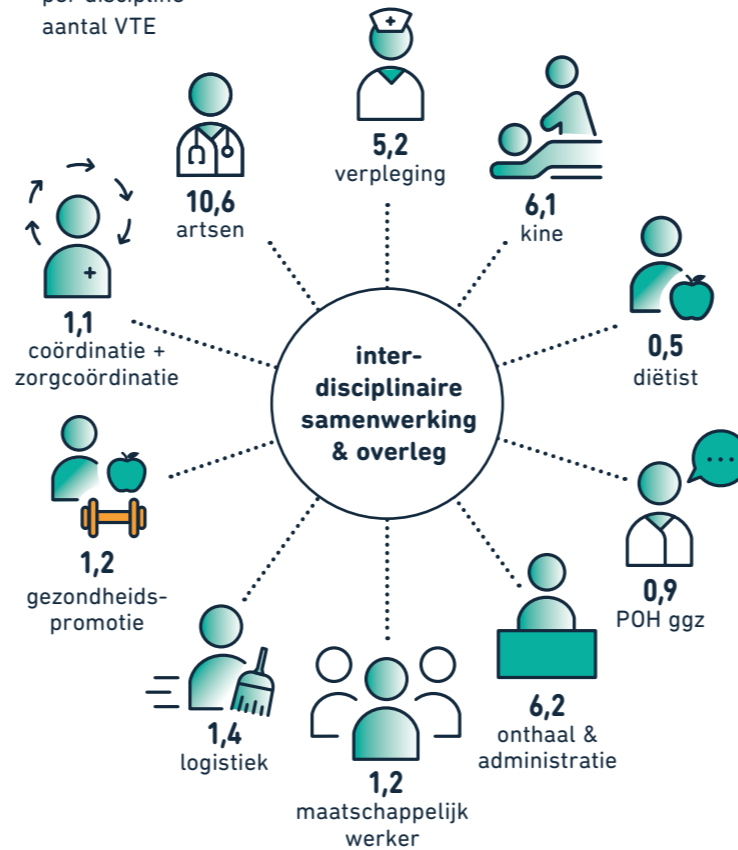 per discipline
aantal VTE
5,2
verpleging
10,6
artsen
6,1
kine
1,1
coördinatie +
zorgcoördinatie
0,5
diëtist
inter-
disciplinaire
samenwerking
& overleg
1,2
gezondheids-
promotie
0,9
POH ggz
1,4
logistiek
1,2
maatschappelijk
werker
6,2
onthaal &
administratie